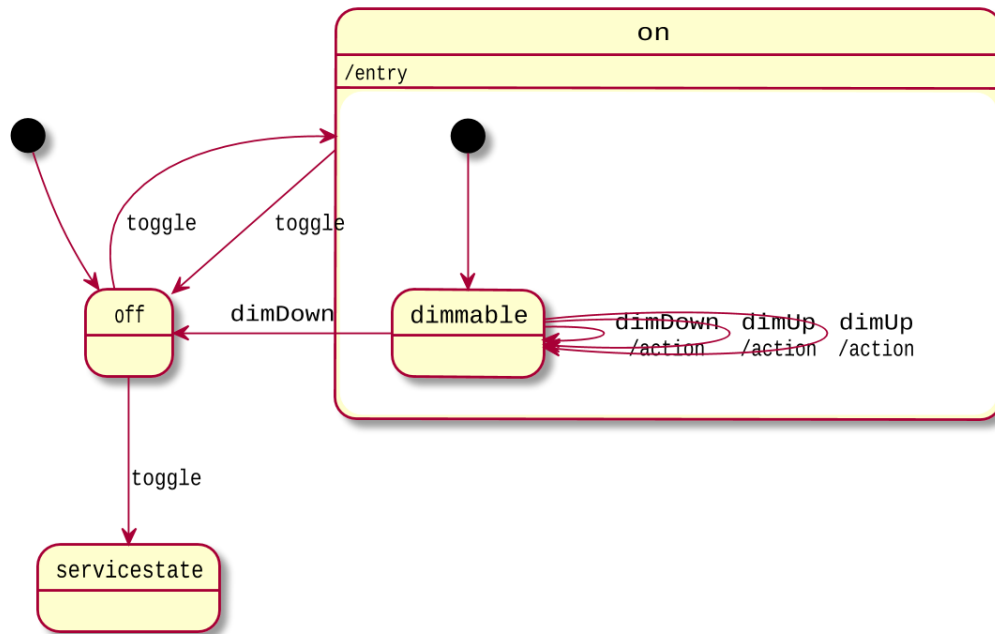 on
/entry
toggle
toggle
off
dimDown
dimmable
dimDown
/action
dimUp
/action
dimUp
/action
toggle
servicestate